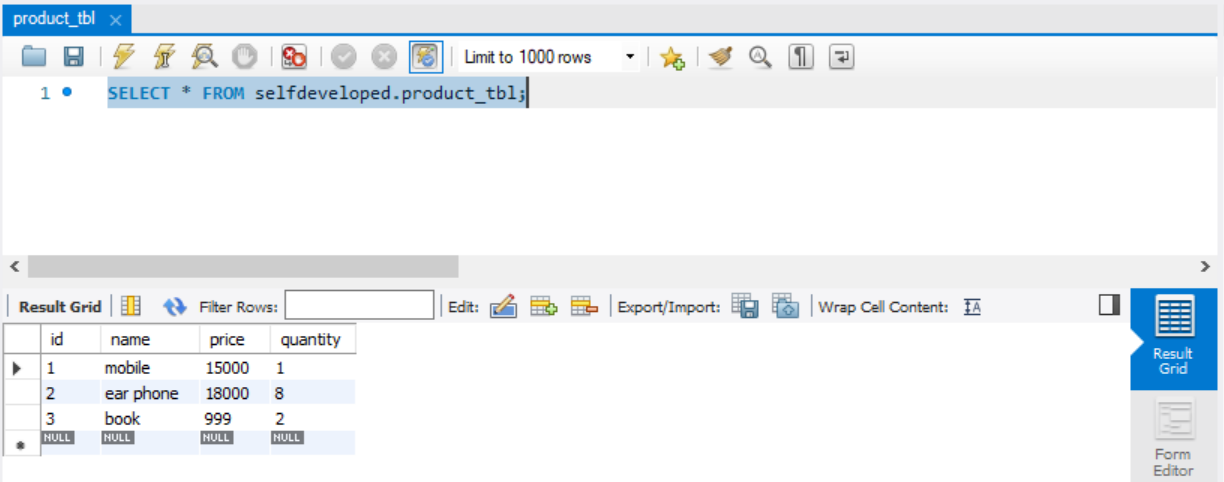 product_tbl
Limit to 1000 rows
1 SELECT * FROM selfdeveloped.product_tbl;
Result Grid Filter Rows: Edit: Export/Import: Wrap Cell Content: IA
id name price quantity
1 mobile 15000 1
2 ear phone 18000 8
3 book 999 2
NULL NULL NULL NULL
Result
Grid
Form
Editor